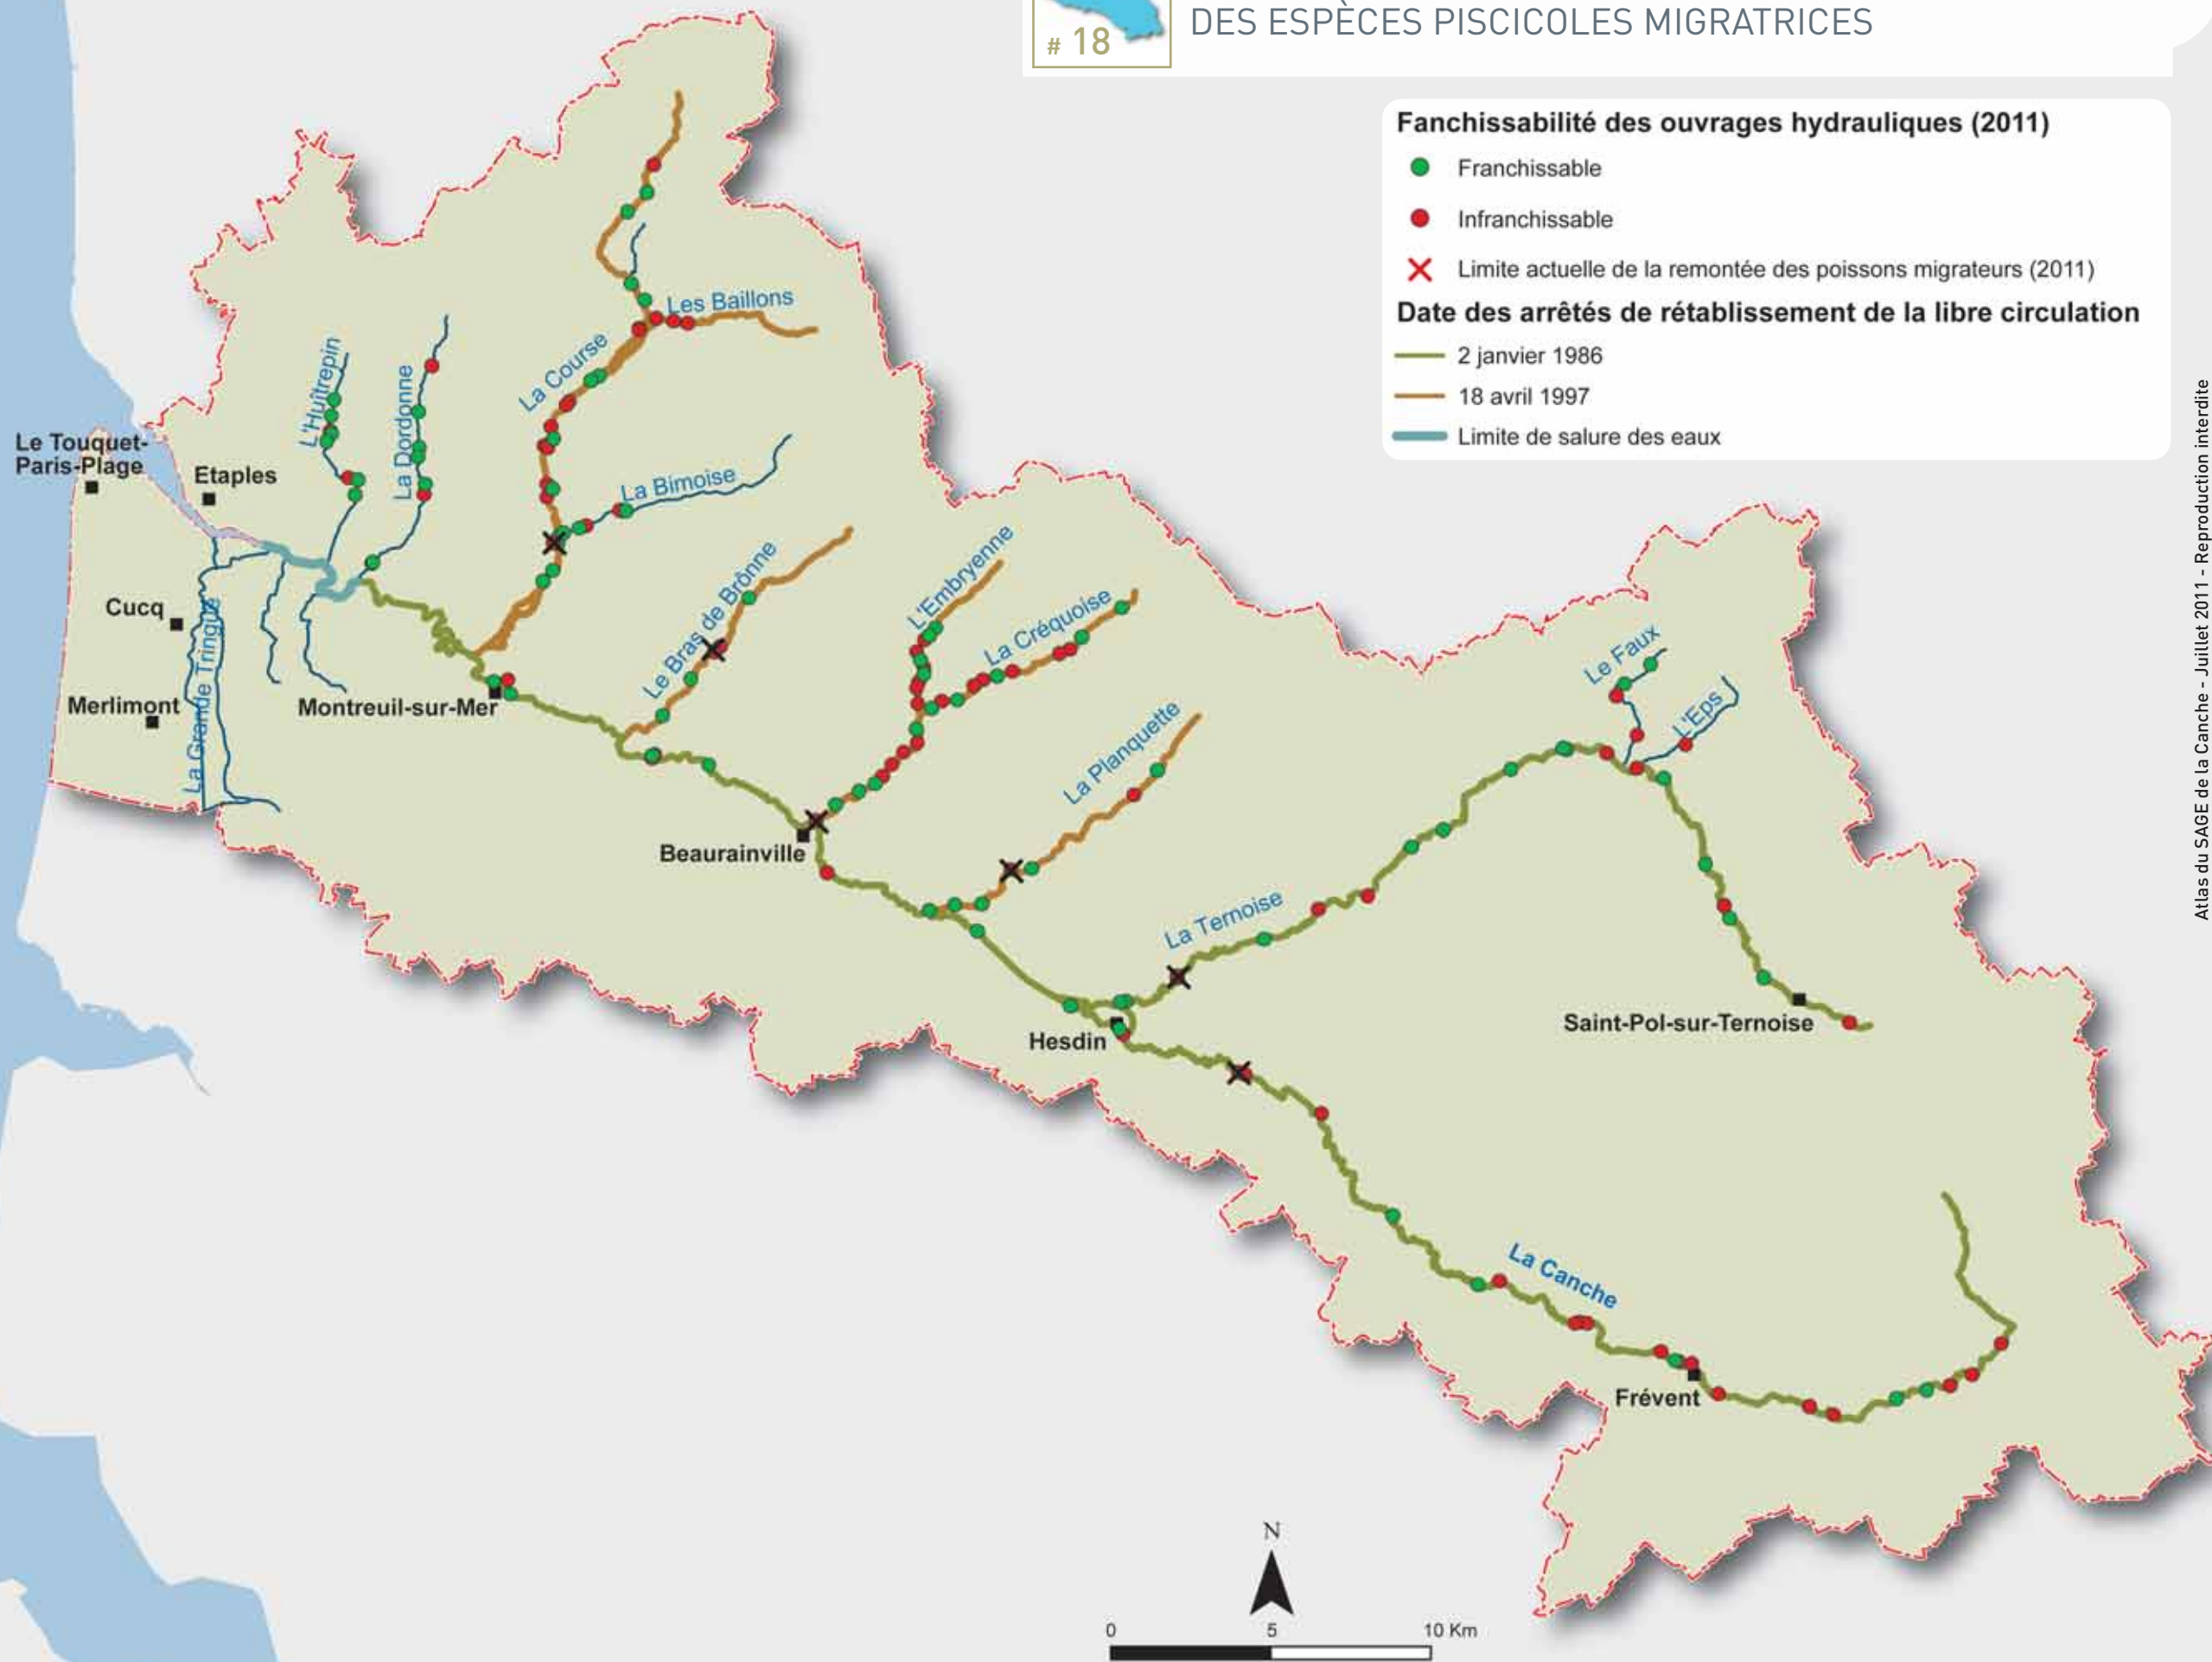 # 18
DES ESPÈCES PISCICOLES MIGRATRICES
Fanchissabilité des ouvrages hydrauliques (2011)
Franchissable
Infranchissable
Limite actuelle de la remontée des poissons migrateurs (2011)
Date des arrêtés de rétablissement de la libre circulation
2 janvier 1986
18 avril 1997
Limite de salure des eaux
Les Baillons
La Course
L'Huîtrepin
La Dordonne
Le Touquet-
Paris-Plage
Etaples
La Bimoise
Le Bras de Brônne
L'Embryenne
La Créquoise
Cucq
La Grande Tringue
Merlimont
Montreuil-sur-Mer
Le Faux
L'Eps
La Planquette
Beaurainville
La Ternoise
Hesdin
Saint-Pol-sur-Ternoise
La Canche
Frévent
N
0 5 10 Km
Atlas du SAGE de la Canche - Juillet 2011 - Reproduction interdite